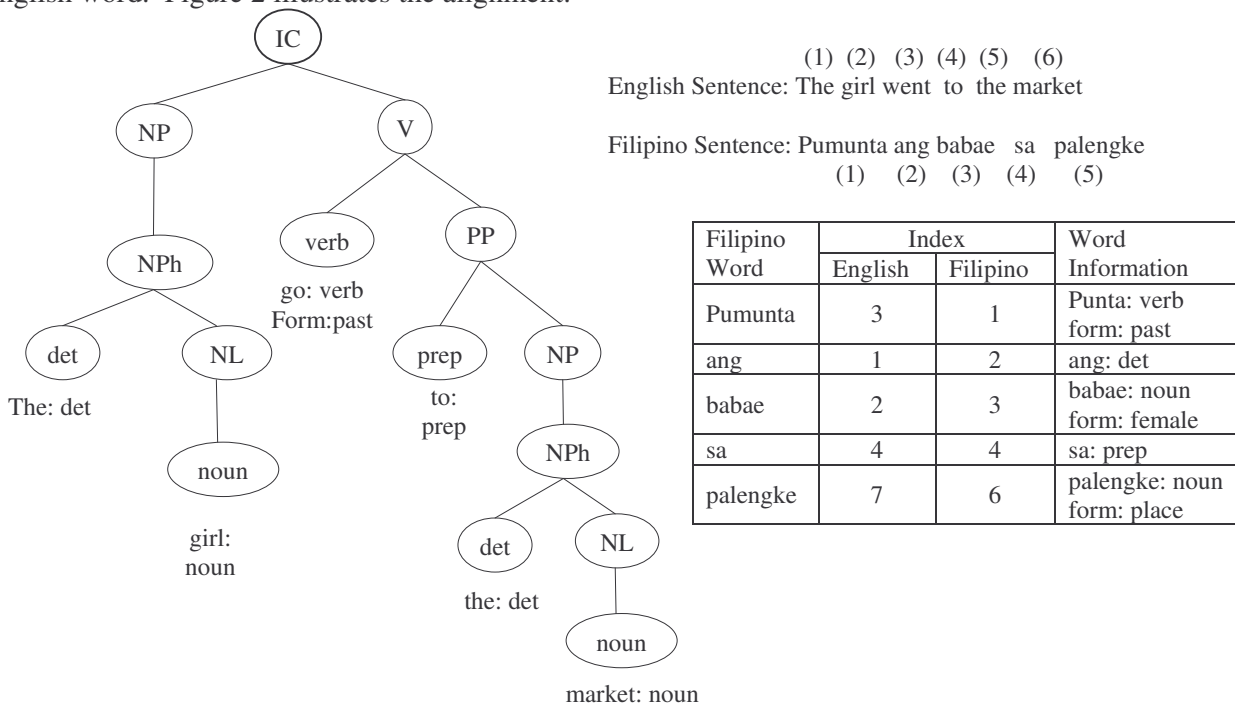 nglish word. Figure 2 illustrates the alignment.
IC
NP
V
NPh
verb
PP
go: verb
Form:past
det
NL
prep
NP
The: det
to:
prep
noun
NPh
girl:
noun
det
NL
the: det
noun
market: noun
(1) (2) (3) (4) (5) (6)
English Sentence: The girl went to the market
Filipino Sentence: Pumunta ang babae sa palengke
(1) (2) (3) (4) (5)
Filipino Word Index Word Information
English Filipino
Pumunta 3 1 Punta: verb
form: past
ang 1 2 ang: det
babae 2 3 babae: noun
form: female
sa 4 4 sa: prep
palengke 7 6 palengke: noun
form: place